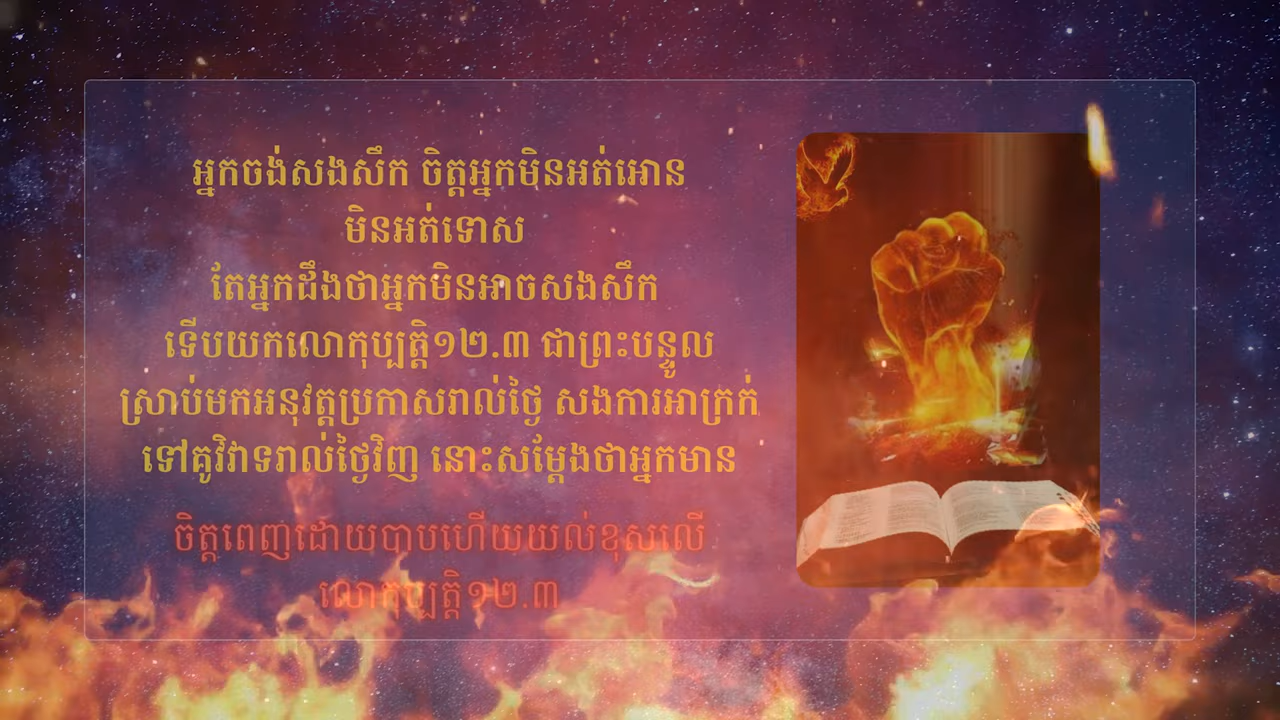 អ្នកចង់សងសឹក ចិត្តអ្នកមិនអត់អោន
មិនអត់ទោស
តែអ្នកដឹងថាអ្នកមិនអាចសងសឹក
ទើបយកលោកុប្បត្តិ១២.៣ ជាព្រះបន្ទូល
ស្រាប់មកអនុវត្តប្រកាសរាល់ថ្ងៃ សងការអាក្រក់
ទៅគូវិវាទរាល់ថ្ងៃវិញ នោះសម្ដែងថាអ្នកមាន
ចិត្តពេញដោយបាបហើយយល់ខុសលើ
លោកុប្បត្តិ១២.៣